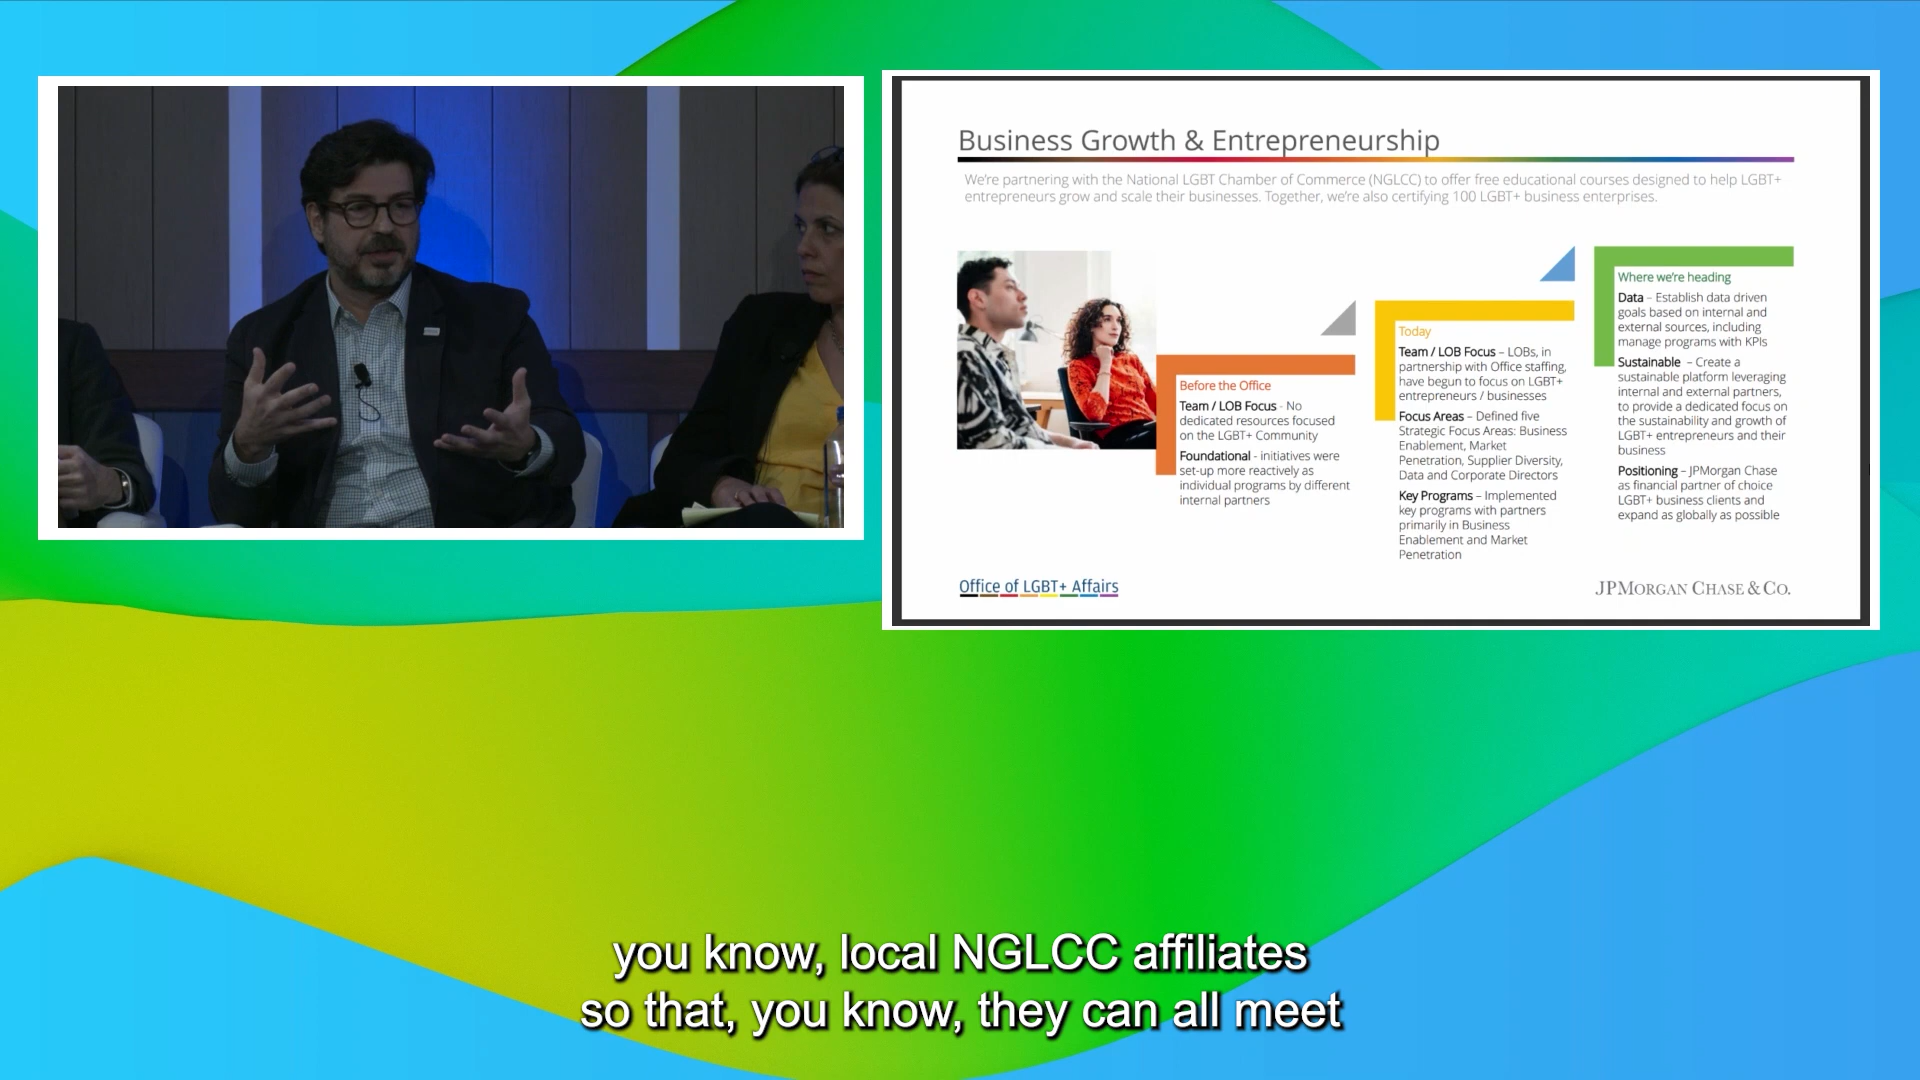 Business Growth & Entrepreneurship
We're partnering with the National LGBT Chamber of Commerce (NGLCC) to offer free educational courses designed to help LGBT+
entrepreneurs grow and scale their businesses. Together, we're also certifying 100 LGBT+ business enterprises.
Before the Office
Team / LOB Focus - No
dedicated resources focused
on the LGBT+ Community
Foundational - initiatives were
set-up more reactively as
individual programs by different
internal partners
Today
Team / LOB Focus – LOBs, in
partnership with Office staffing,
have begun to focus on LGBT+
entrepreneurs / businesses
Focus Areas – Defined five
Strategic Focus Areas: Business
Enablement, Market
Penetration, Supplier Diversity,
Data and Corporate Directors
Key Programs – Implemented
key programs with partners
primarily in Business
Enablement and Market
Penetration
Where we're heading
Data – Establish data driven
goals based on internal and
external sources, including
manage programs with KPIs
Sustainable – Create a
sustainable platform leveraging
internal and external partners,
to provide a dedicated focus on
the sustainability and growth of
LGBT+ entrepreneurs and their
business
Positioning – JPMorgan Chase
as financial partner of choice
LGBT+ business clients and
expand as globally as possible
Office of LGBT+ Affairs
JPMORGAN CHASE & CO.
you know, local NGLCC affiliates
so that, you know, they can all meet